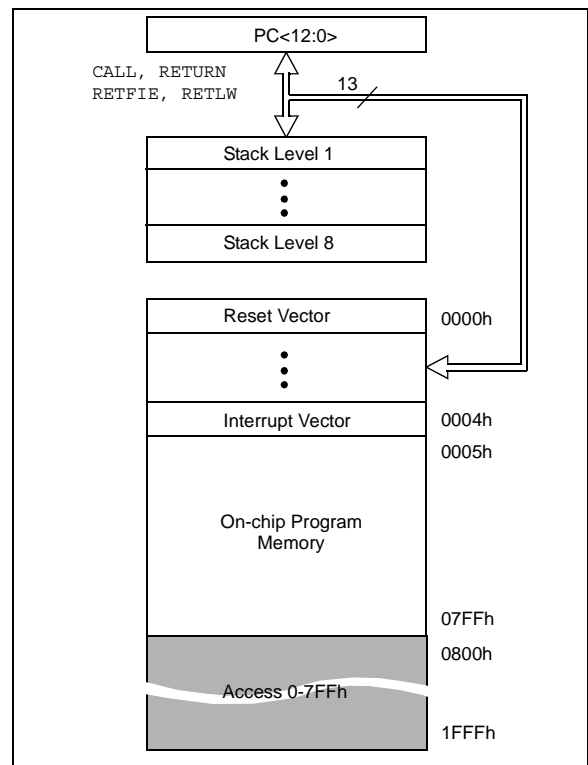 PC<12:0>
CALL, RETURN
RETFIE, RETLW
13
Stack Level 1
Stack Level 8
Reset Vector
0000h
Interrupt Vector
0004h
0005h
On-chip Program
Memory
07FFh
0800h
Access 0-7FFh
1FFFh